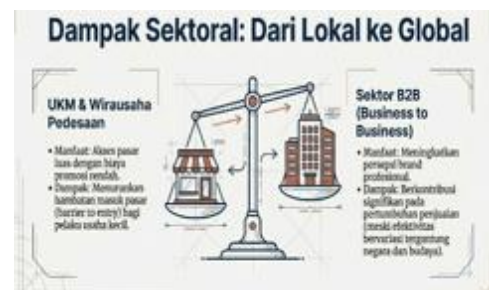 Dampak Sektoral: Dari Lokal ke Global
UKM & Wirausaha
Pedesaan
• Manfaat: Akses pasar
luas dengan biaya
promosi rendah.
• Dampak: Menurunkan
hambatan masuk pasar
(barrier to entry) bagi
pelaku usaha kecil.
Sektor B2B
(Business to
Business)
• Manfaat: Meningkatkan
persepsi brand
profesional.
• Dampak: Berkontribusi
signifikan pada
pertumbuhan penjualan
(meski efektivitas
bervariasi tergantung
negara dan budaya).